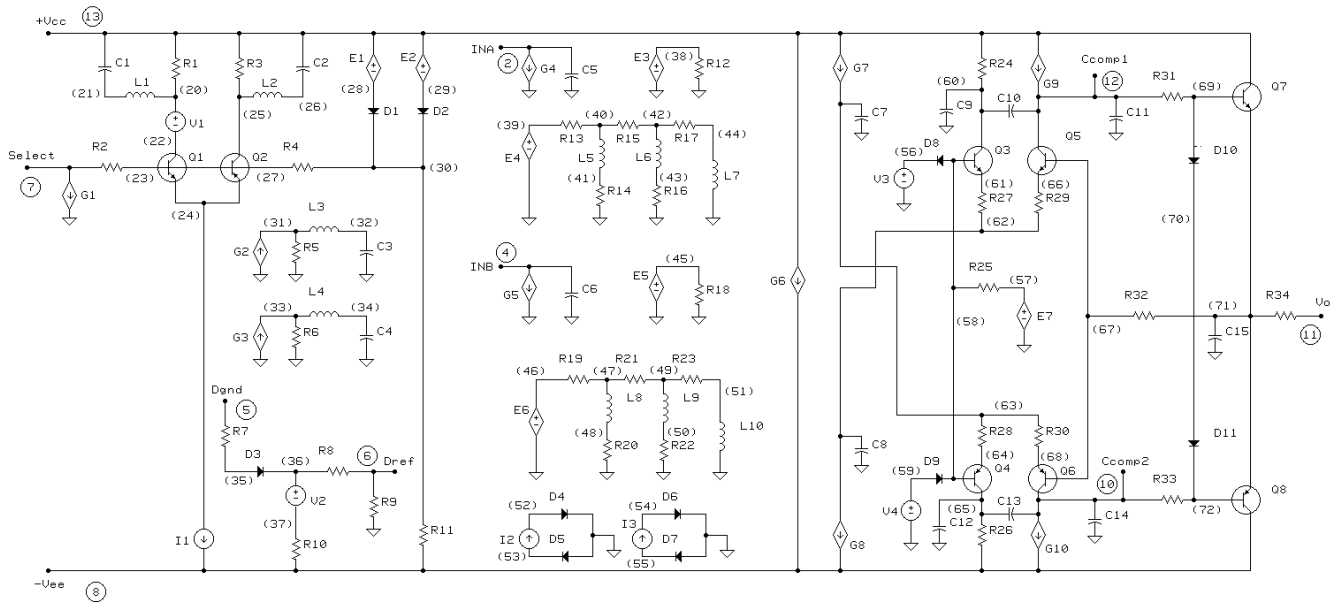 +Vcc (13)
C1 R1 R3 C2 E1 E2
L1 L2
(21) (20) (26) (28) (29)
(25) D1 D2
V1
(22)
Select R2 Q1 Q2 R4
(7) (23) (27) (30)
G1 (24)
L3
(31) (32)
G2 R5 C3
L4
(33) (34)
G3 R6 C4
Dgnd
(5)
R7
D3 (36) R8 (6) Dref
(35)
V2 R9
(37)
R10 R11
I1
-Vee
(8)
INA (2) G4 C5 E3 (38) R12
(39) (40) (42) (44)
R13 R15 R17
E4 L5 L6
(41) (43) L7
R14 R16
INB (4) G5 C6 E5 (45) R18
R19 R21 R23
(46) (47) (49) (51)
E6 L8 L9
(48) (50) L10
R20 R22
D4 D6
(52) (54)
I2 D5 I3 D7
(53) (55)
G6
G7 R24 G9 Ccomp1
(60) (12) R31 (69) Q7
C7 C9 C10 C11
D8 Q3 Q5
(56) D10
V3 (61) (66)
R27 R29
(62) (70)
R25 (57)
(58) E7
R32 (71) R34 Vo
(67) C15 (11)
(63)
R28 R30 D11
C8 (64) (68) Ccomp2
D9 Q4 Q6
(59) (10) R33 Q8
V4 (65) C13 (72)
C12 C14
G8 R26 G10